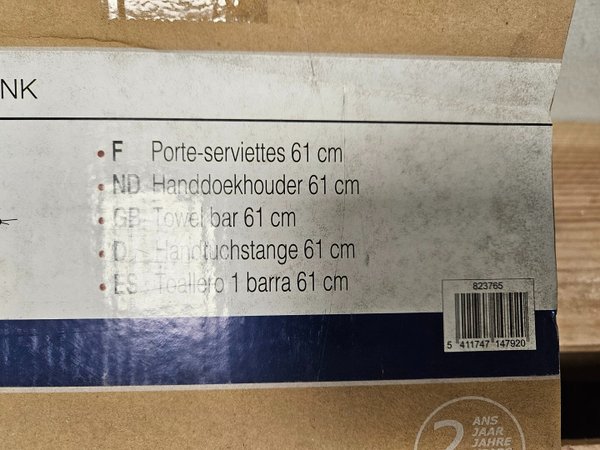 NK
• F Porte-serviettes 61 cm
• ND Handdoekhouder 61 cm
• GB Towel bar 61 cm
• D Handtuchstange 61 cm
• ES Toallero 1 barra 61 cm
823765
5 411747 147920
2 ANS
JAAR
JAHRE